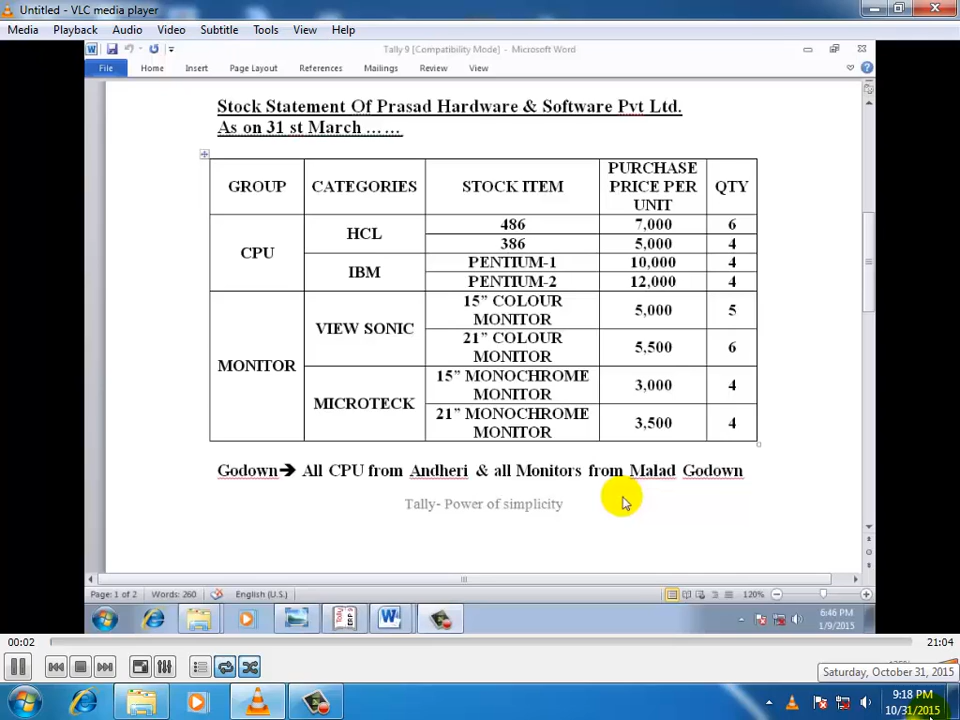 Untitled - VLC media player
Media Playback Audio Video Subtitle Tools View Help
Tally 9 [Compatibility Mode] - Microsoft Word
File Home Insert Page Layout References Mailings Review View
Stock Statement Of Prasad Hardware & Software Pvt Ltd.
As on 31 st March ……
GROUP CATEGORIES STOCK ITEM PURCHASE PRICE PER UNIT QTY
CPU HCL 486 7,000 6
386 5,000 4
IBM PENTIUM-1 10,000 4
PENTIUM-2 12,000 4
MONITOR VIEW SONIC 15” COLOUR MONITOR 5,000 5
21” COLOUR MONITOR 5,500 6
MICROTECK 15” MONOCHROME MONITOR 3,000 4
21” MONOCHROME MONITOR 3,500 4
Godown➔ All CPU from Andheri & all Monitors from Malad Godown
Tally- Power of simplicity
Page: 1 of 2 Words: 260 English (U.S.) 120%
6:46 PM
1/9/2015
00:02 21:04
Saturday, October 31, 2015
9:18 PM
10/31/2015